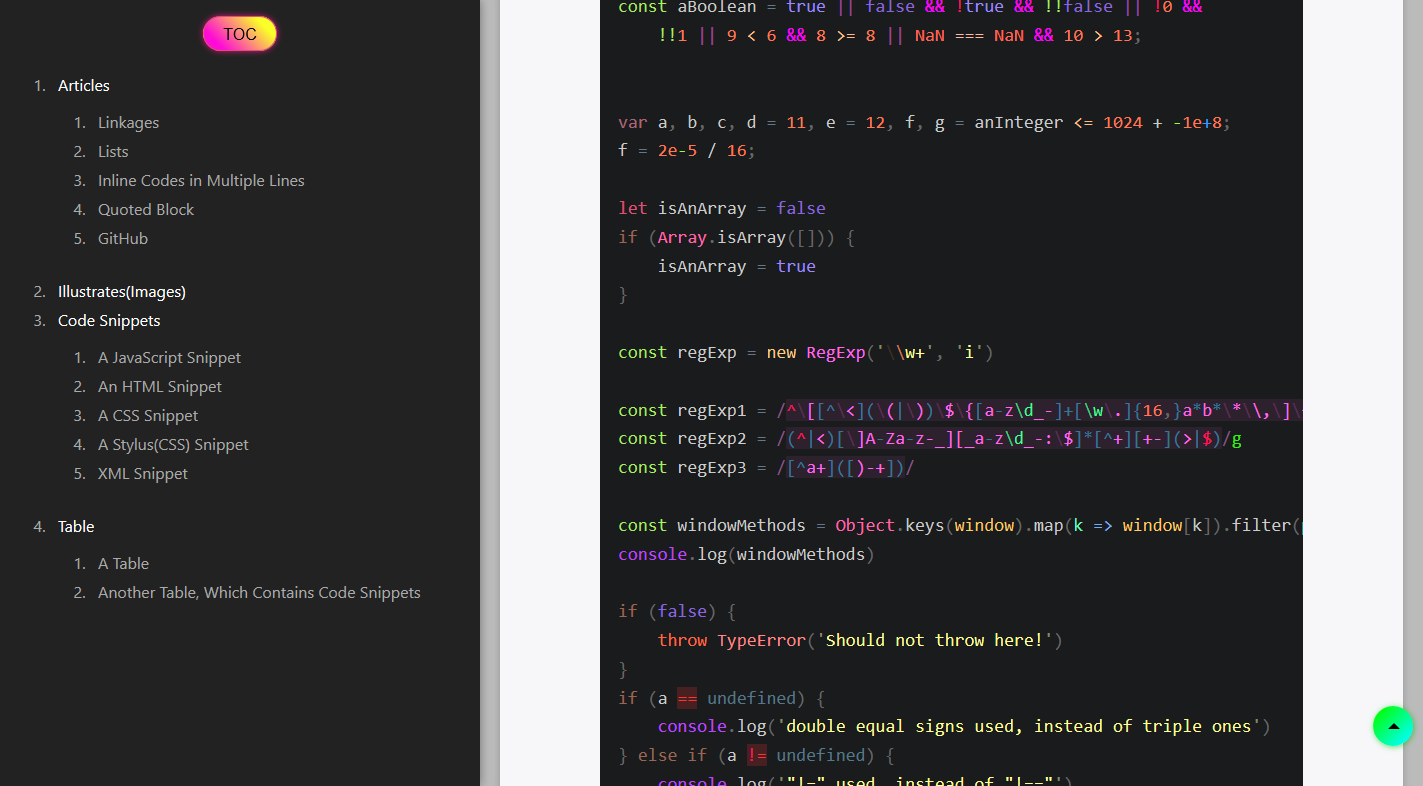 TOC
1. Articles
1. Linkages
2. Lists
3. Inline Codes in Multiple Lines
4. Quoted Block
5. GitHub
2. Illustrates(Images)
3. Code Snippets
1. A JavaScript Snippet
2. An HTML Snippet
3. A CSS Snippet
4. A Stylus(CSS) Snippet
5. XML Snippet
4. Table
1. A Table
2. Another Table, Which Contains Code Snippets
const aBoolean = true || false && !true && !!false || !0 &&
!!1 || 9 < 6 && 8 >= 8 || NaN === NaN && 10 > 13;
var a, b, c, d = 11, e = 12, f, g = anInteger <= 1024 + -1e+8;
f = 2e-5 / 16;
let isAnArray = false
if (Array.isArray([])) {
isAnArray = true
}
const regExp = new RegExp('\\w+', 'i')
const regExp1 = /^\[[^\<](\(|\))\$\{[a-z\d_-]+[\w\.]{16,}a*b*\*\\,\]\
const regExp2 = /(^|<)[\]A-Za-z-_][_a-z\d_-:\$]*[^+][+-](>|$)/g
const regExp3 = /[^a+]([)-+])/
const windowMethods = Object.keys(window).map(k => window[k]).filter(
console.log(windowMethods)
if (false) {
throw TypeError('Should not throw here!')
}
if (a == undefined) {
console.log('double equal signs used, instead of triple ones')
} else if (a != undefined) {
console.log('"!=" used, instead of "!=="')